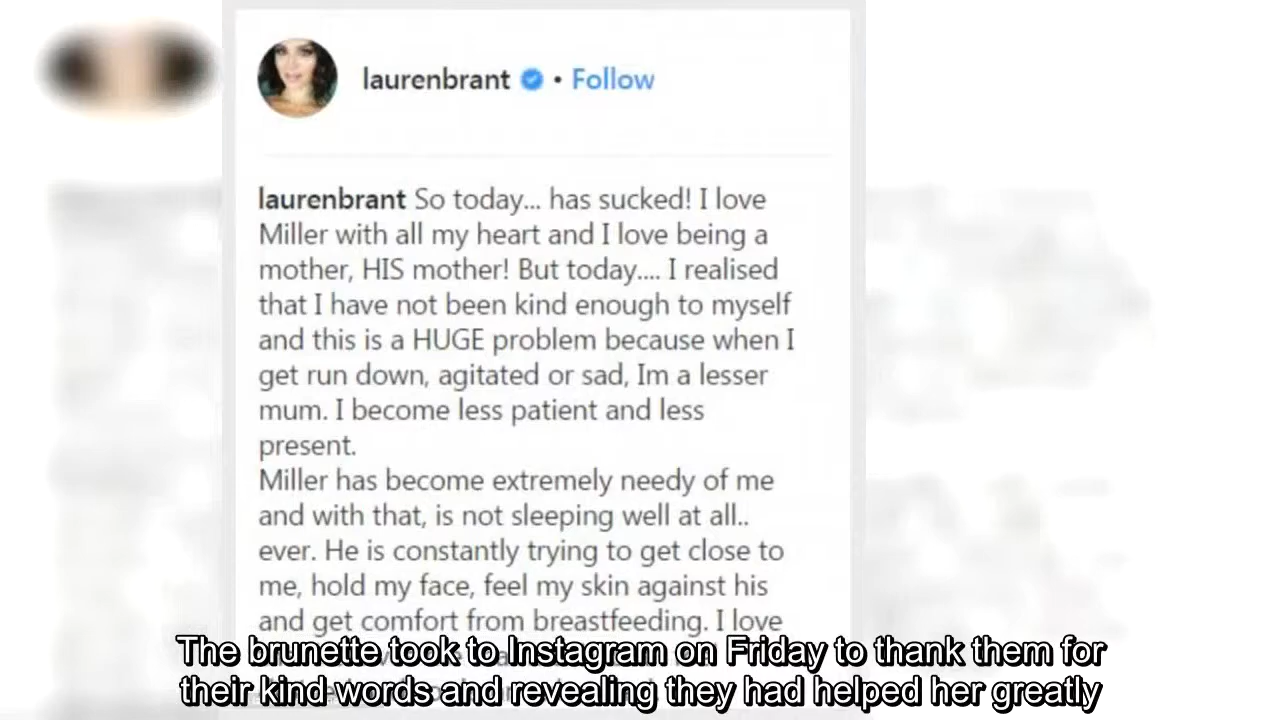 laurenbrant • Follow
laurenbrant So today... has sucked! I love
Miller with all my heart and I love being a
mother, HIS mother! But today.... I realised
that I have not been kind enough to myself
and this is a HUGE problem because when I
get run down, agitated or sad, Im a lesser
mum. I become less patient and less
present.
Miller has become extremely needy of me
and with that, is not sleeping well at all..
ever. He is constantly trying to get close to
me, hold my face, feel my skin against his
and get comfort from breastfeeding. I love
The brunette took to Instagram on Friday to thank them for
their kind words and revealing they had helped her greatly